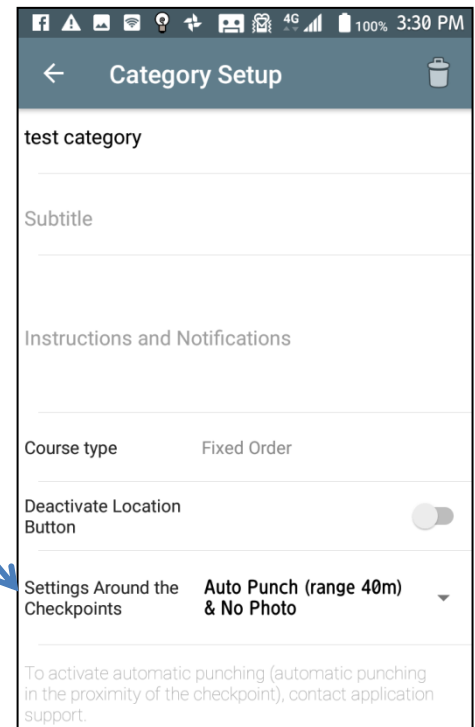 4G 100% 3:30 PM
Category Setup
test category
Subtitle
Instructions and Notifications
Course type Fixed Order
Deactivate Location
Button
Settings Around the Auto Punch (range 40m)
Checkpoints & No Photo
To activate automatic punching (automatic punching
in the proximity of the checkpoint), contact application
support.